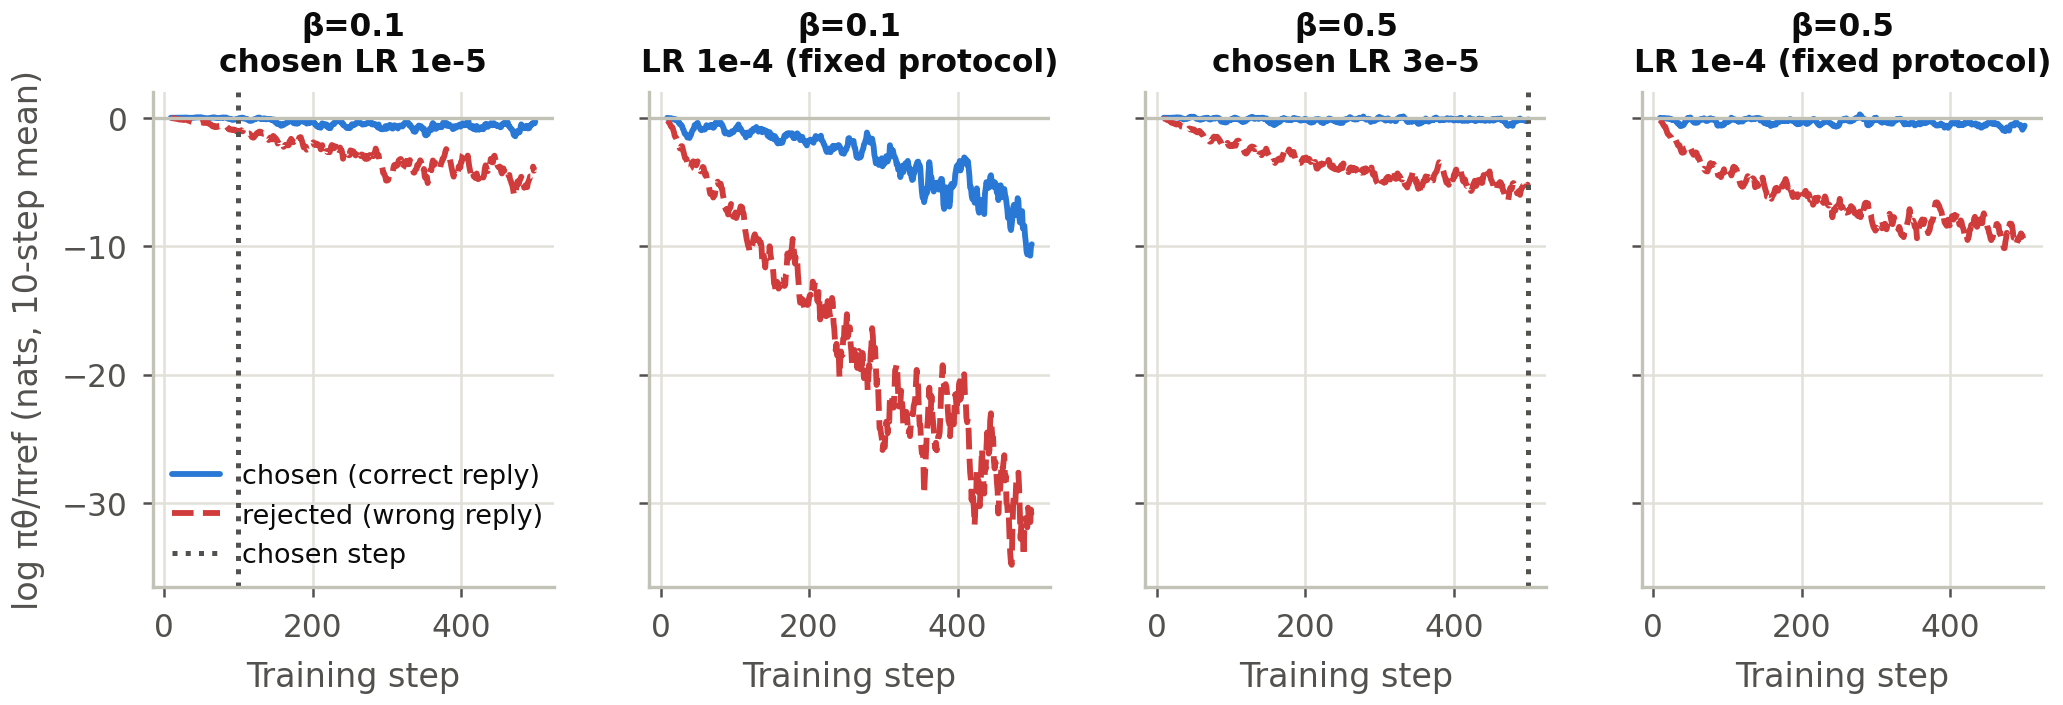 β=0.1
chosen LR 1e-5
β=0.1
LR 1e-4 (fixed protocol)
β=0.5
chosen LR 3e-5
β=0.5
LR 1e-4 (fixed protocol)
log πθ/πref (nats, 10-step mean)
0
−10
−20
−30
chosen (correct reply)
rejected (wrong reply)
chosen step
0 200 400
0 200 400
0 200 400
0 200 400
Training step
Training step
Training step
Training step